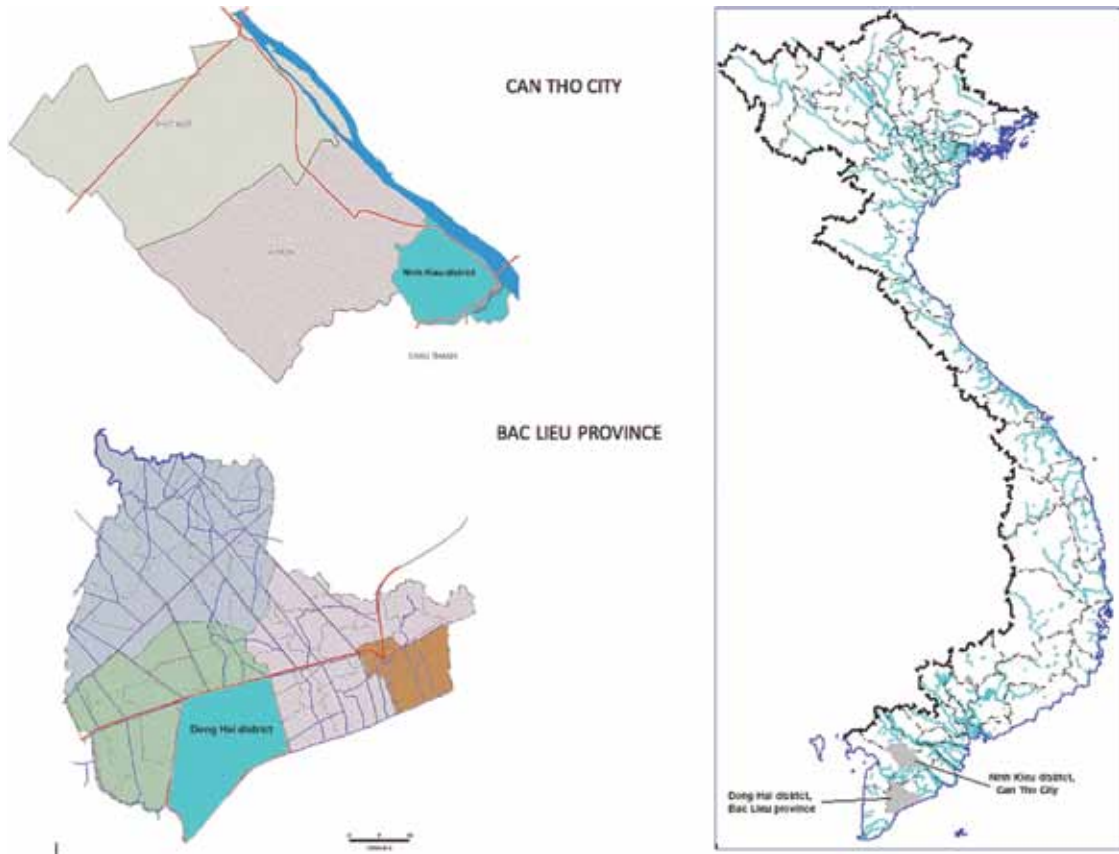 CAN THO CITY
Ninh Kieu district
BAC LIEU PROVINCE
Dong Hai district
Ninh Kieu district,
Can Tho City
Dong Hai district,
Bac Lieu province